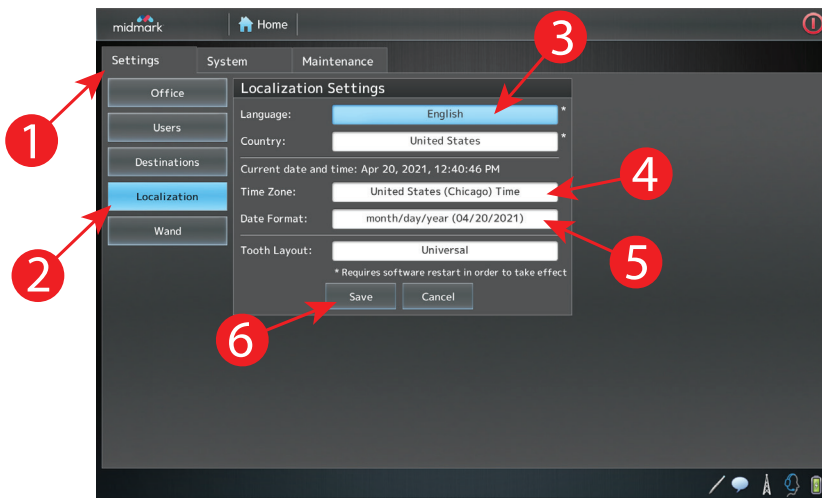 midmark Home
3
Settings System Maintenance
1
Office
Users
Destinations
Localization
Wand
2
Localization Settings
Language: English *
Country: United States *
Current date and time: Apr 20, 2021, 12:40:46 PM
4
Time Zone: United States (Chicago) Time
Date Format: month/day/year (04/20/2021)
5
Tooth Layout: Universal
* Requires software restart in order to take effect
Save Cancel
6